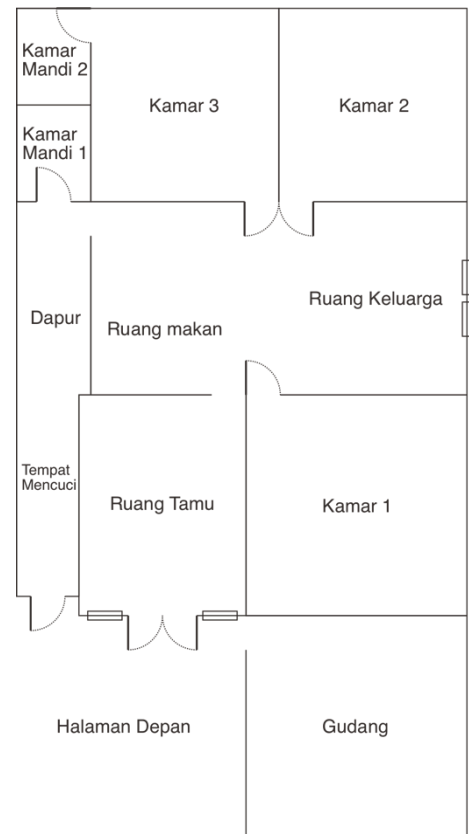 Kamar
Mandi 2
Kamar 3
Kamar 2
Kamar
Mandi 1
Dapur
Ruang makan
Ruang Keluarga
Tempat
Mencuci
Ruang Tamu
Kamar 1
Halaman Depan
Gudang